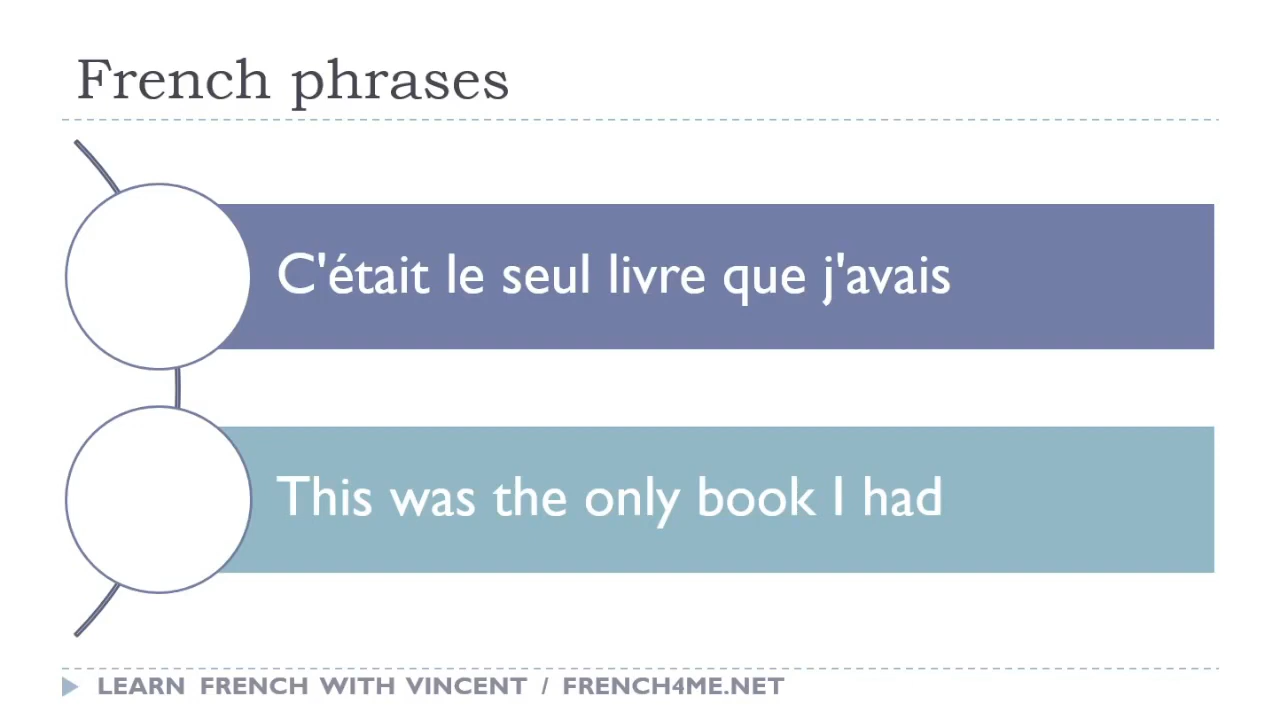 French phrases
C'était le seul livre que j'avais
This was the only book I had
LEARN FRENCH WITH VINCENT / FRENCH4ME.NET